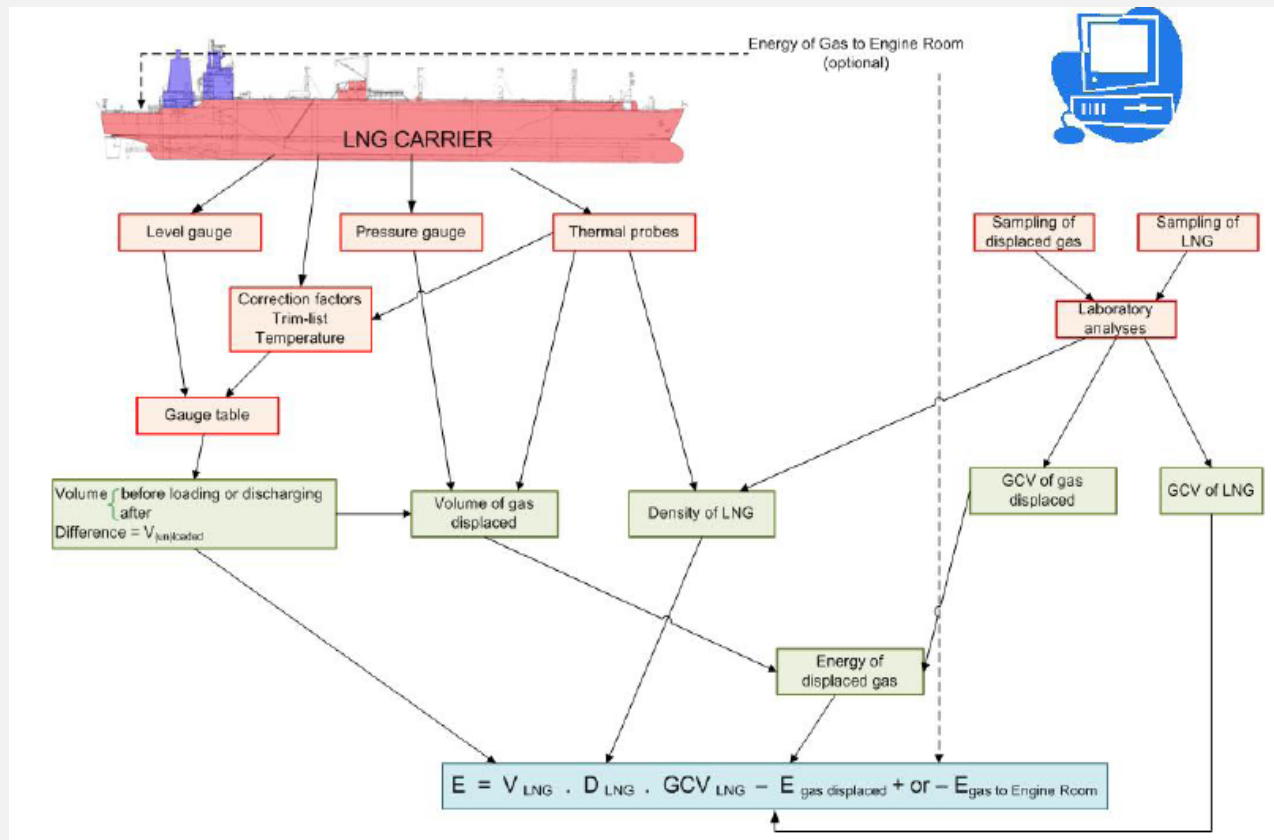 Energy of Gas to Engine Room
(optional)
LNG CARRIER
Level gauge
Pressure gauge
Thermal probes
Sampling of
displaced gas
Sampling of
LNG
Correction factors
Trim-list
Temperature
Laboratory
analyses
Gauge table
Volume { before loading or discharging
after
Difference = V(un)loaded
Volume of gas
displaced
Density of LNG
GCV of gas
displaced
GCV of LNG
Energy of
displaced gas
E = V LNG . D LNG . GCV LNG – E gas displaced + or – E gas to Engine Room